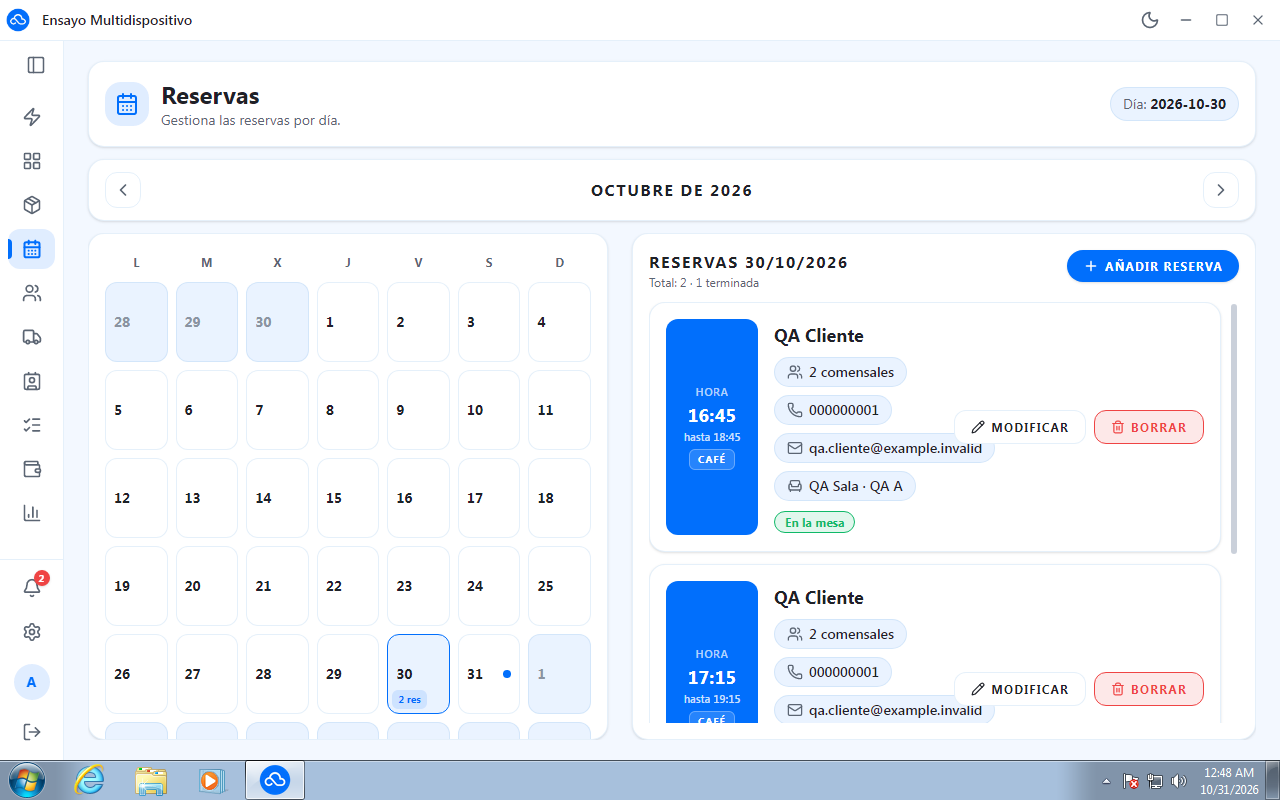 Ensayo Multidispositivo
Reservas
Gestiona las reservas por día.
Día: 2026-10-30
OCTUBRE DE 2026
L M X J V S D
28 29 30 1 2 3 4
5 6 7 8 9 10 11
12 13 14 15 16 17 18
19 20 21 22 23 24 25
26 27 28 29 30 31 1
2 res
RESERVAS 30/10/2026
Total: 2 · 1 terminada
AÑADIR RESERVA
HORA
16:45
hasta 18:45
CAFÉ
QA Cliente
2 comensales
000000001
qa.cliente@example.invalid
QA Sala · QA A
En la mesa
MODIFICAR
BORRAR
HORA
17:15
hasta 19:15
CAFÉ
QA Cliente
2 comensales
000000001
qa.cliente@example.invalid
MODIFICAR
BORRAR
2
A
12:48 AM
10/31/2026